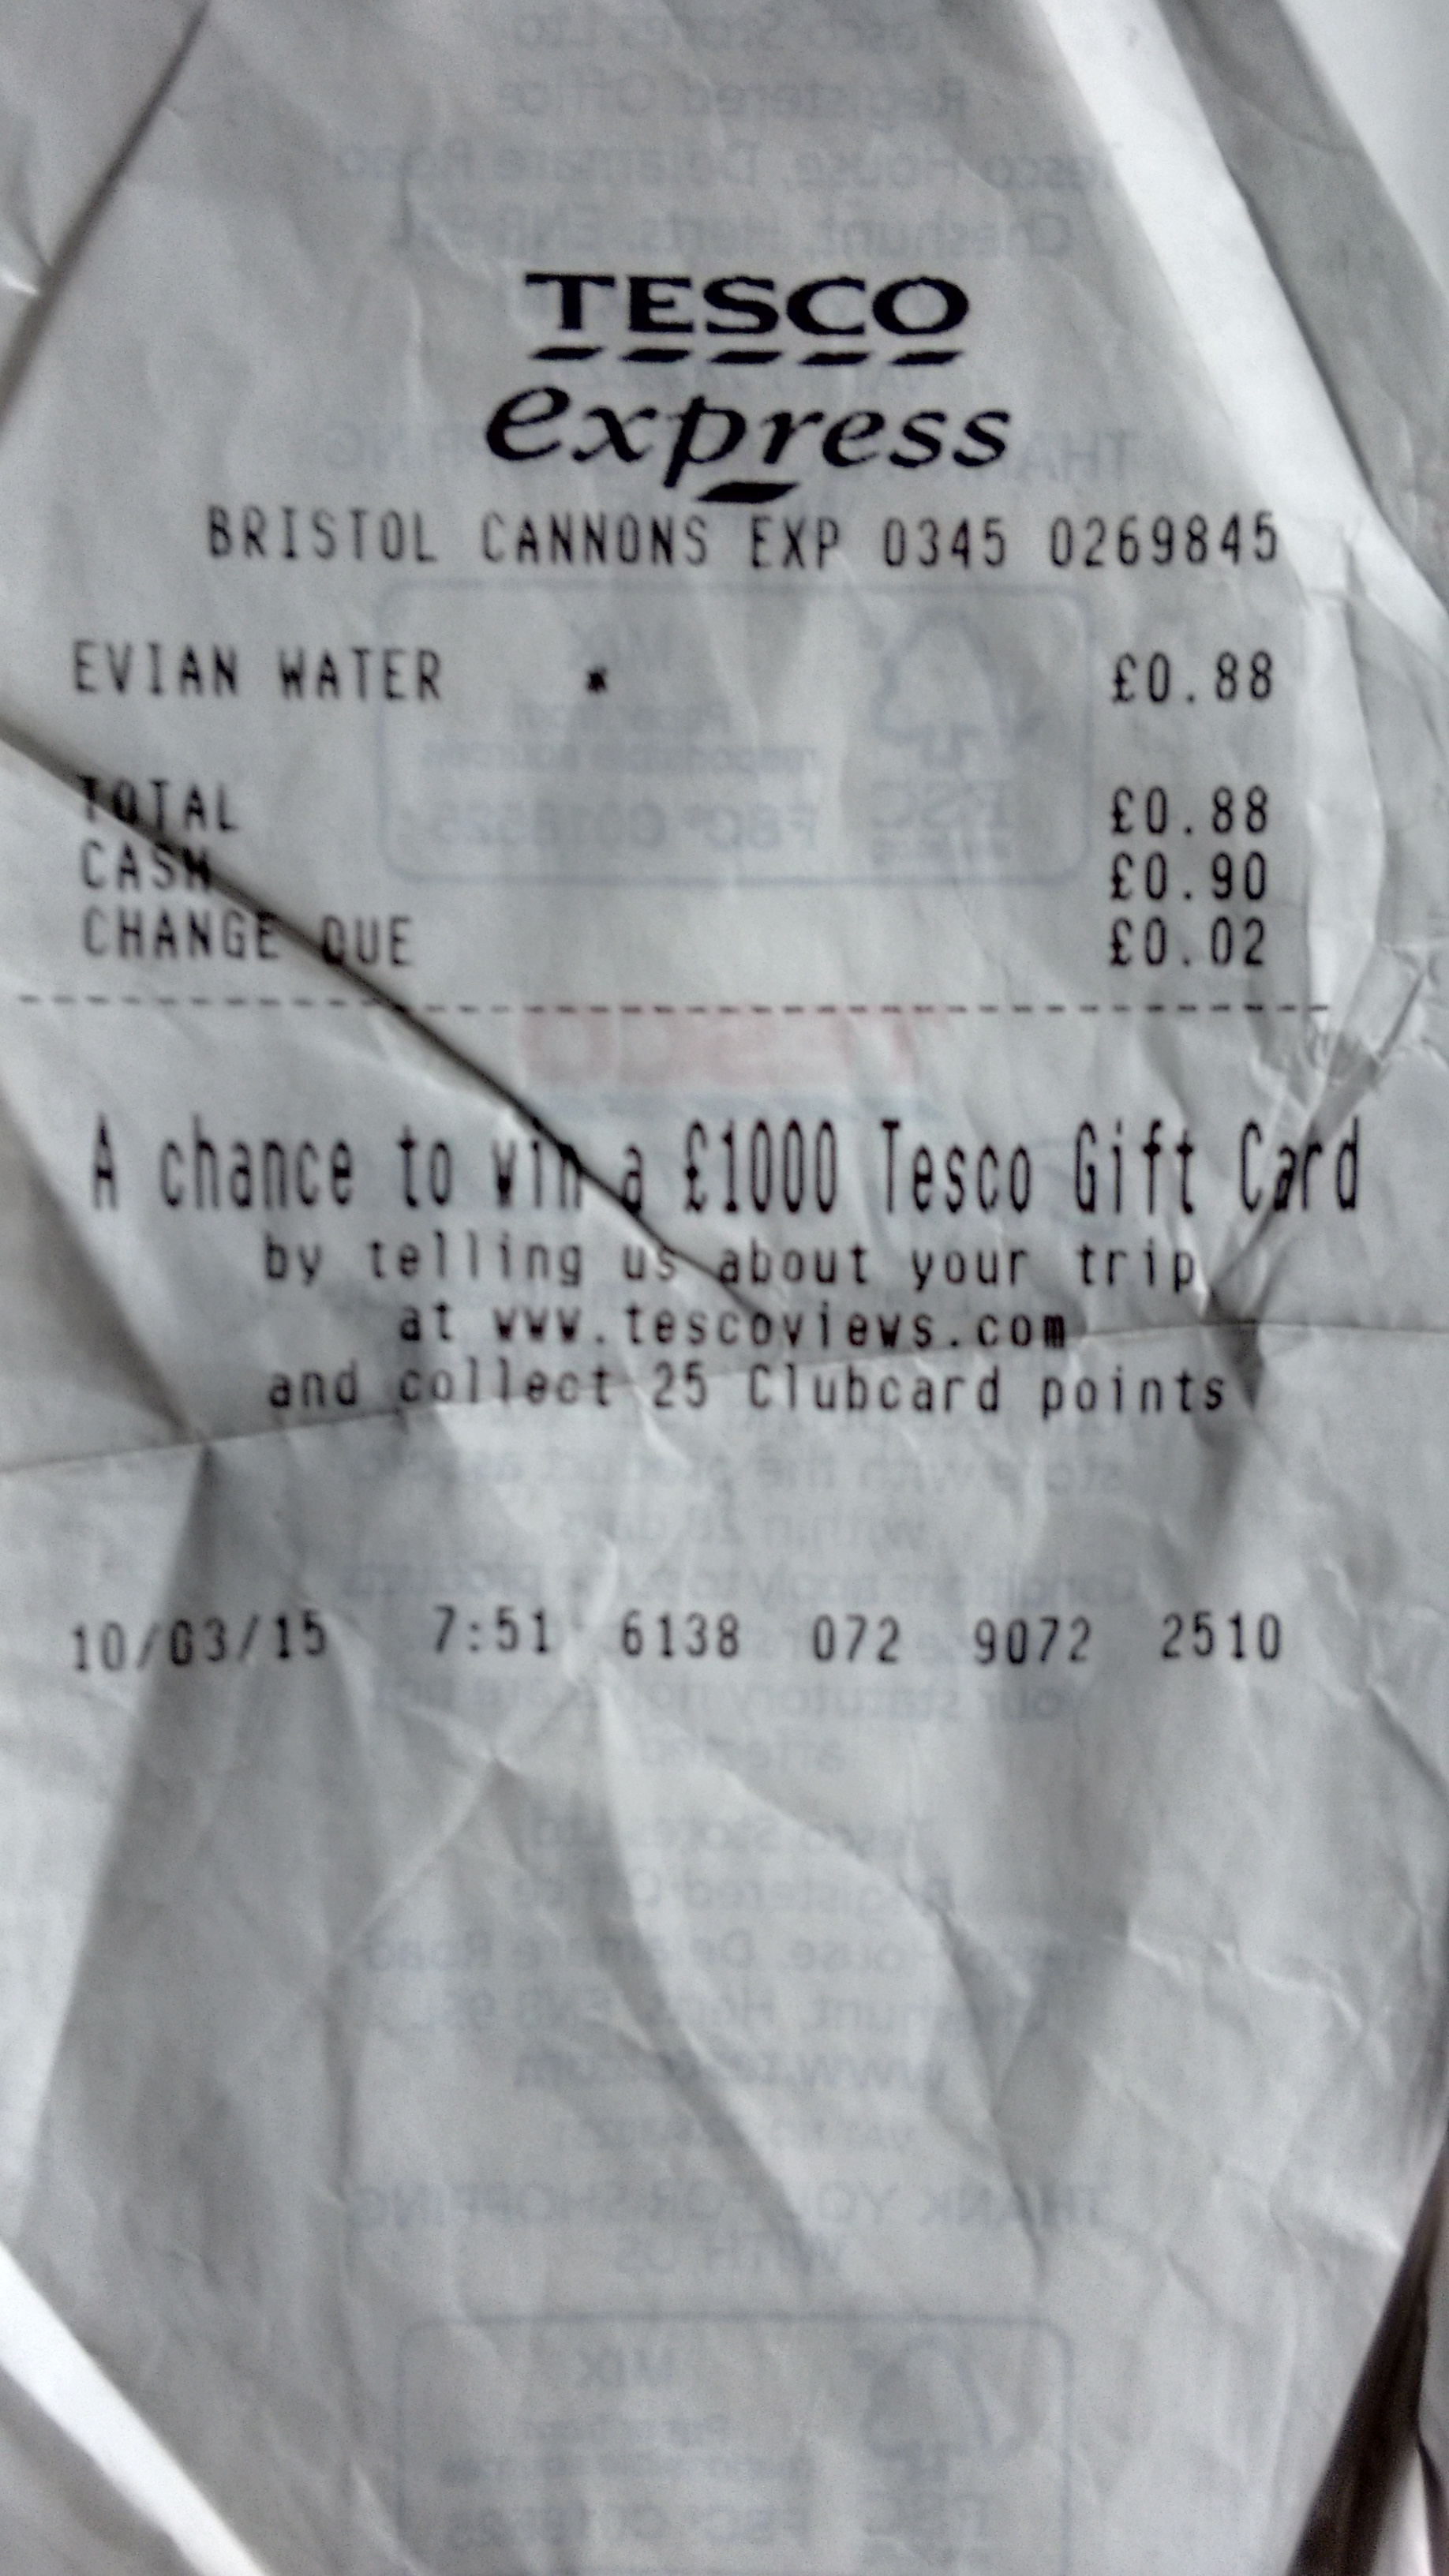 TESCO
express
BRISTOL CANNONS EXP 0345 0269845
EVIAN WATER * £0.88
TOTAL £0.88
CASH £0.90
CHANGE DUE £0.02
A chance to win a £1000 Tesco Gift Card
by telling us about your trip
at www.tescoviews.com
and collect 25 Clubcard points
10/03/15 7:51 6138 072 9072 2510